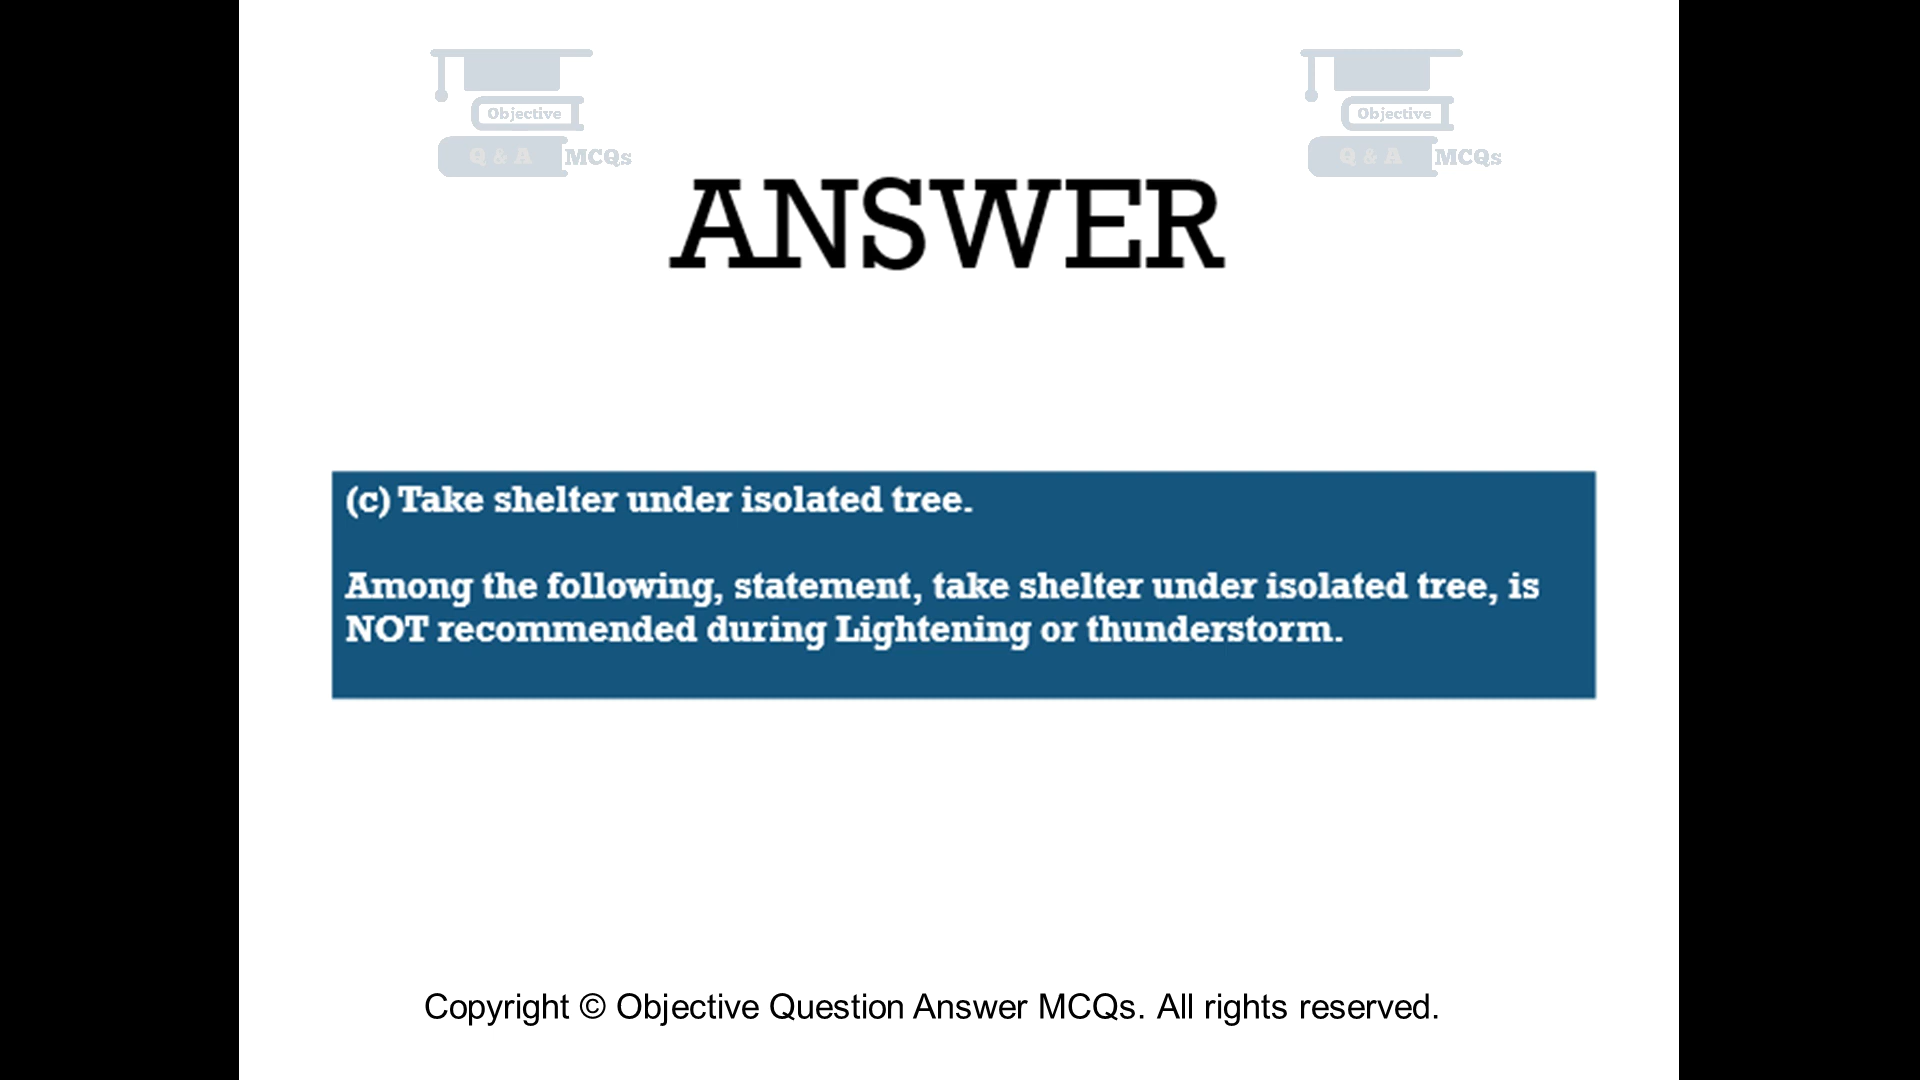 Objective
Q & A MCQs
Objective
Q & A MCQs
ANSWER
(c) Take shelter under isolated tree.
Among the following, statement, take shelter under isolated tree, is
NOT recommended during Lightening or thunderstorm.
Copyright © Objective Question Answer MCQs. All rights reserved.